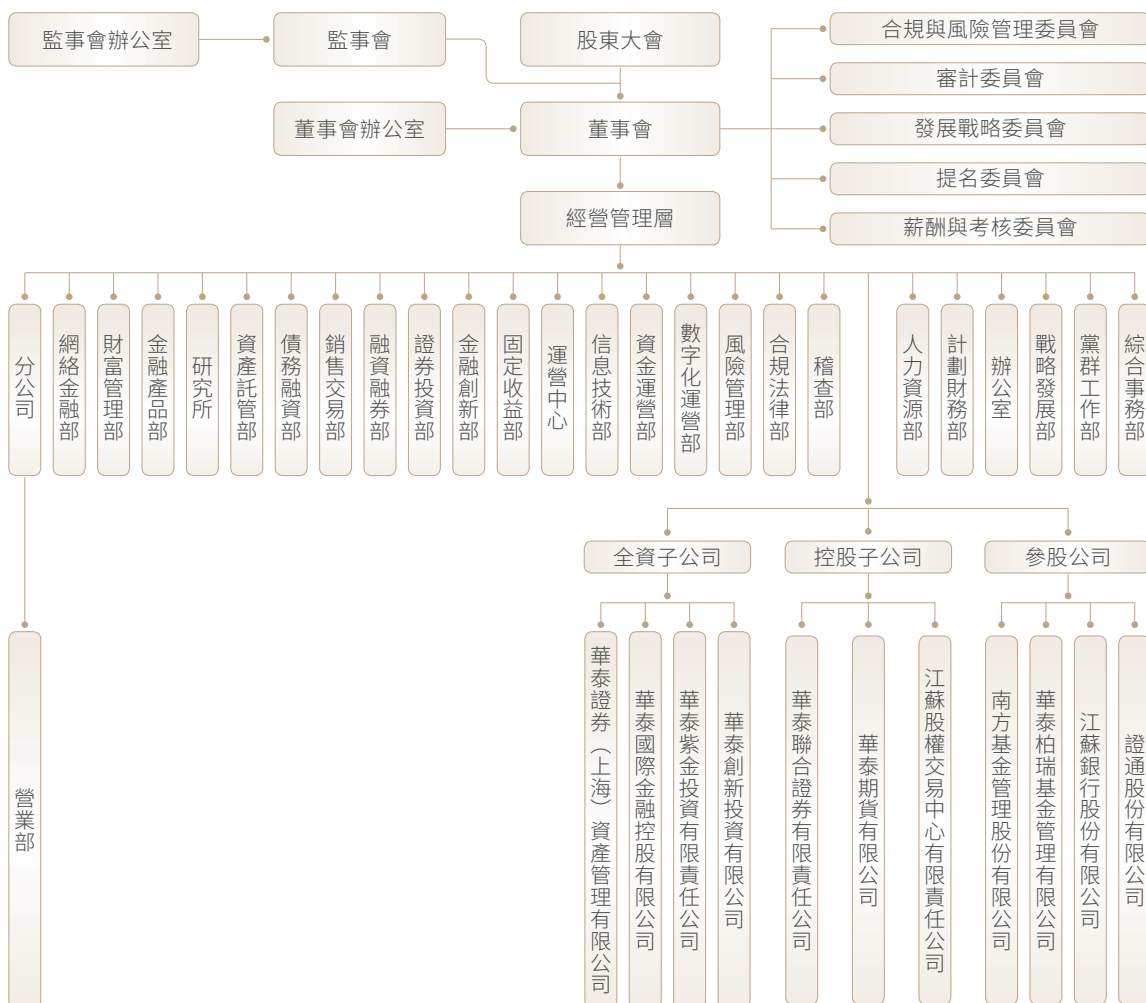 監事會辦公室
監事會
股東大會
合規與風險管理委員會
審計委員會
董事會辦公室
董事會
發展戰略委員會
提名委員會
經營管理層
薪酬與考核委員會
分公司
網絡金融部
財富管理部
金融產品部
研究所
資產託管部
債務融資部
銷售交易部
融資融券部
證券投資部
金融創新部
固定收益部
運營中心
信息技術部
資金運營部
數字化運營部
風險管理部
合規法律部
稽查部
人力資源部
計劃財務部
辦公室
戰略發展部
黨群工作部
綜合事務部
全資子公司
控股子公司
參股公司
營業部
華泰證券（上海）資產管理有限公司
華泰國際金融控股有限公司
華泰紫金投資有限責任公司
華泰創新投資有限公司
華泰聯合證券有限責任公司
華泰期貨有限公司
江蘇股權交易中心有限責任公司
南方基金管理股份有限公司
華泰柏瑞基金管理有限公司
江蘇銀行股份有限公司
證通股份有限公司